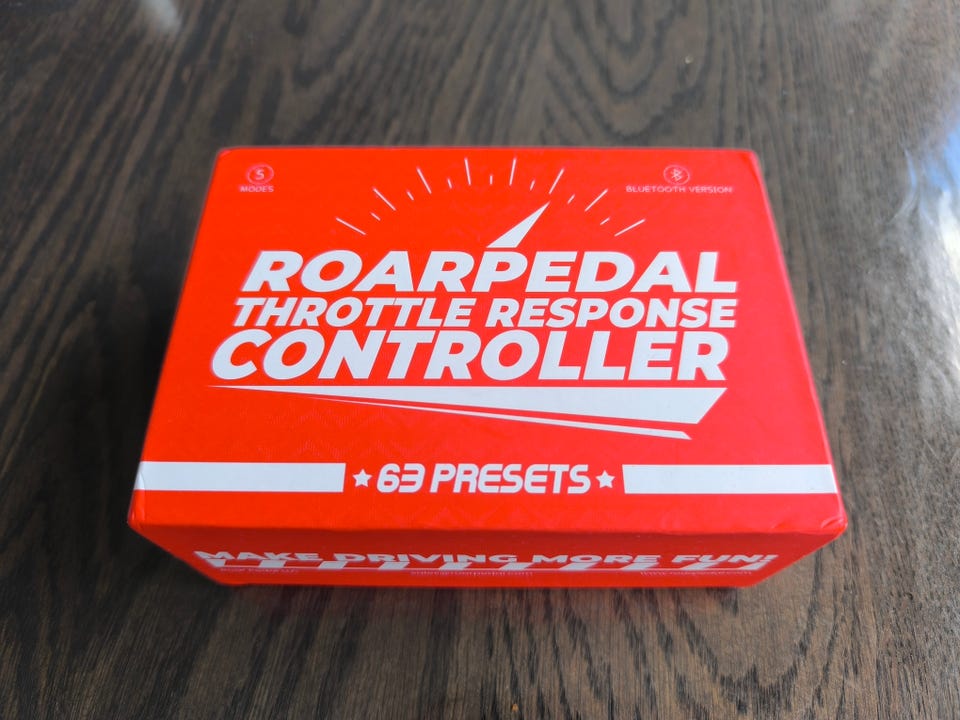 5
MODES
BLUETOOTH VERSION
ROARPEDAL
THROTTLE RESPONSE
CONTROLLER
63 PRESETS
MAKE DRIVING MORE FUN!